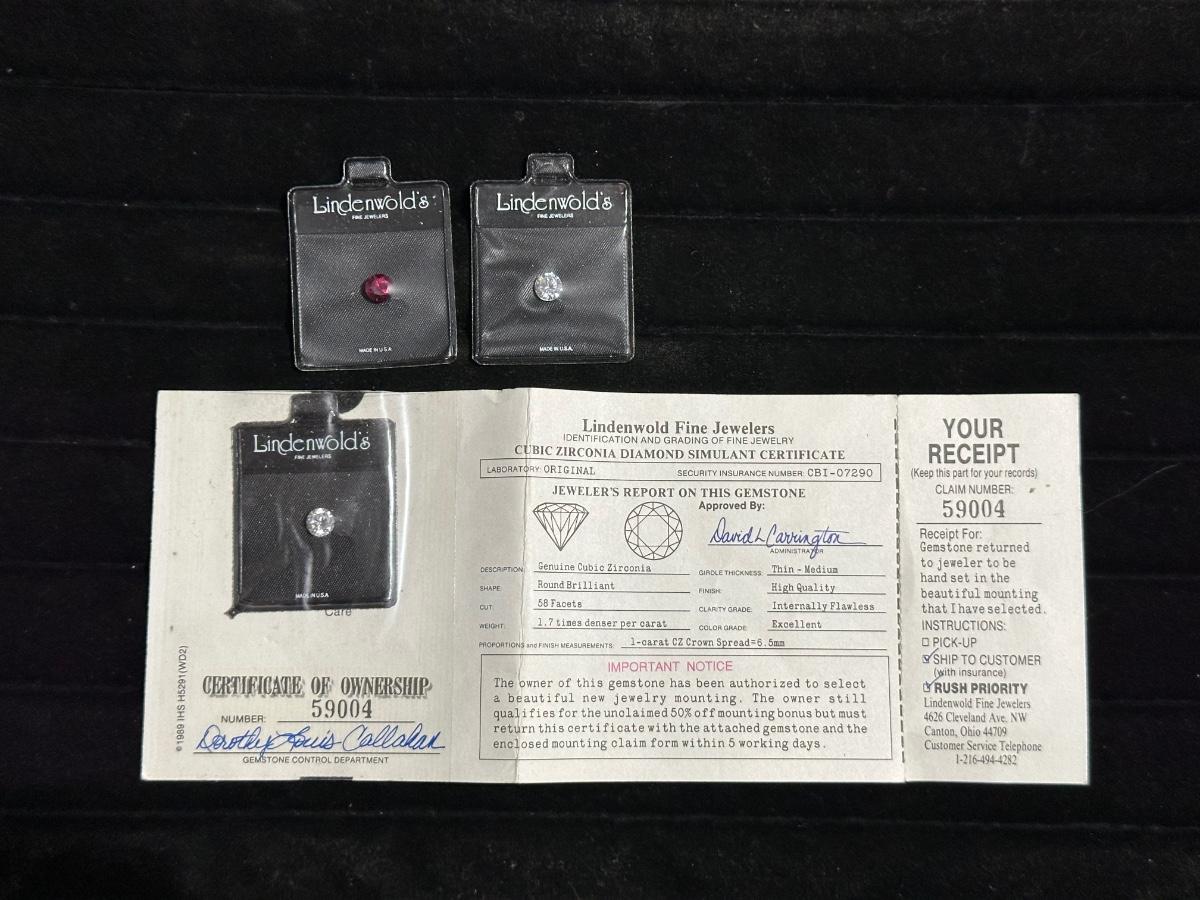 Lindenwold's
FINE JEWELERS
MADE IN U.S.A.
Lindenwold's
FINE JEWELERS
MADE IN U.S.A.
Lindenwold's
FINE JEWELERS
MADE IN USA
Care
©1989 IHS H5291(WD2)
CERTIFICATE OF OWNERSHIP
NUMBER: 59004
Dorothy Louis Callahan
GEMSTONE CONTROL DEPARTMENT
Lindenwold Fine Jewelers
IDENTIFICATION AND GRADING OF FINE JEWELRY
CUBIC ZIRCONIA DIAMOND SIMULANT CERTIFICATE
LABORATORY: ORIGINAL SECURITY INSURANCE NUMBER: CBI-07290
JEWELER'S REPORT ON THIS GEMSTONE
Approved By:
David L Carrington
ADMINISTRATOR
DESCRIPTION: Genuine Cubic Zirconia GIRDLE THICKNESS: Thin - Medium
SHAPE: Round Brilliant FINISH: High Quality
CUT: 58 Facets CLARITY GRADE: Internally Flawless
WEIGHT: 1.7 times denser per carat COLOR GRADE: Excellent
PROPORTIONS and FINISH MEASUREMENTS: 1-carat CZ Crown Spread=6.5mm
IMPORTANT NOTICE
The owner of this gemstone has been authorized to select
a beautiful new jewelry mounting. The owner still
qualifies for the unclaimed 50% off mounting bonus but must
return this certificate with the attached gemstone and the
enclosed mounting claim form within 5 working days.
YOUR
RECEIPT
(Keep this part for your records)
CLAIM NUMBER:
59004
Receipt For:
Gemstone returned
to jeweler to be
hand set in the
beautiful mounting
that I have selected.
INSTRUCTIONS:
☐ PICK-UP
☑ SHIP TO CUSTOMER
(with insurance)
☑ RUSH PRIORITY
Lindenwold Fine Jewelers
4626 Cleveland Ave. NW
Canton, Ohio 44709
Customer Service Telephone
1-216-494-4282